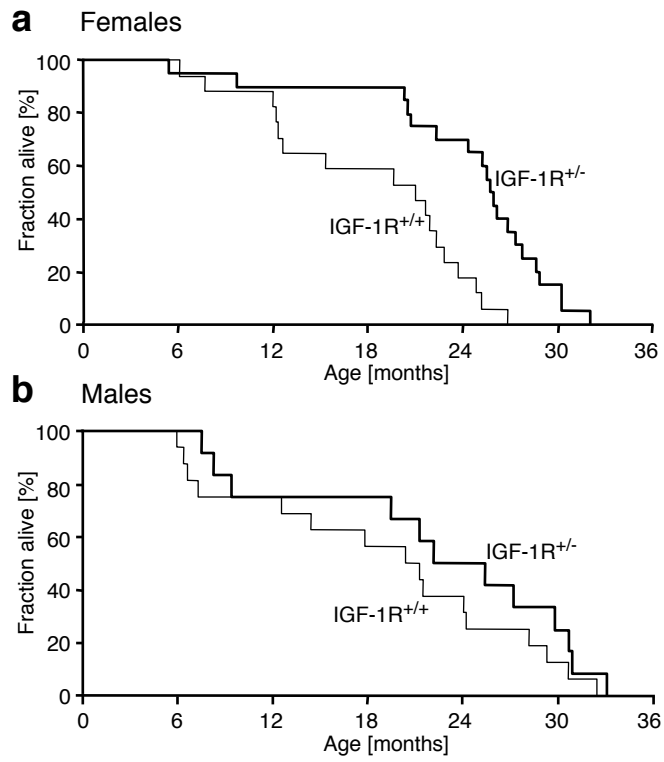 a Females
Fraction alive [%]
100
80
60
40
20
0
IGF-1R+/-
IGF-1R+/+
0 6 12 18 24 30 36
Age [months]
b Males
Fraction alive [%]
100
80
60
40
20
0
IGF-1R+/-
IGF-1R+/+
0 6 12 18 24 30 36
Age [months]